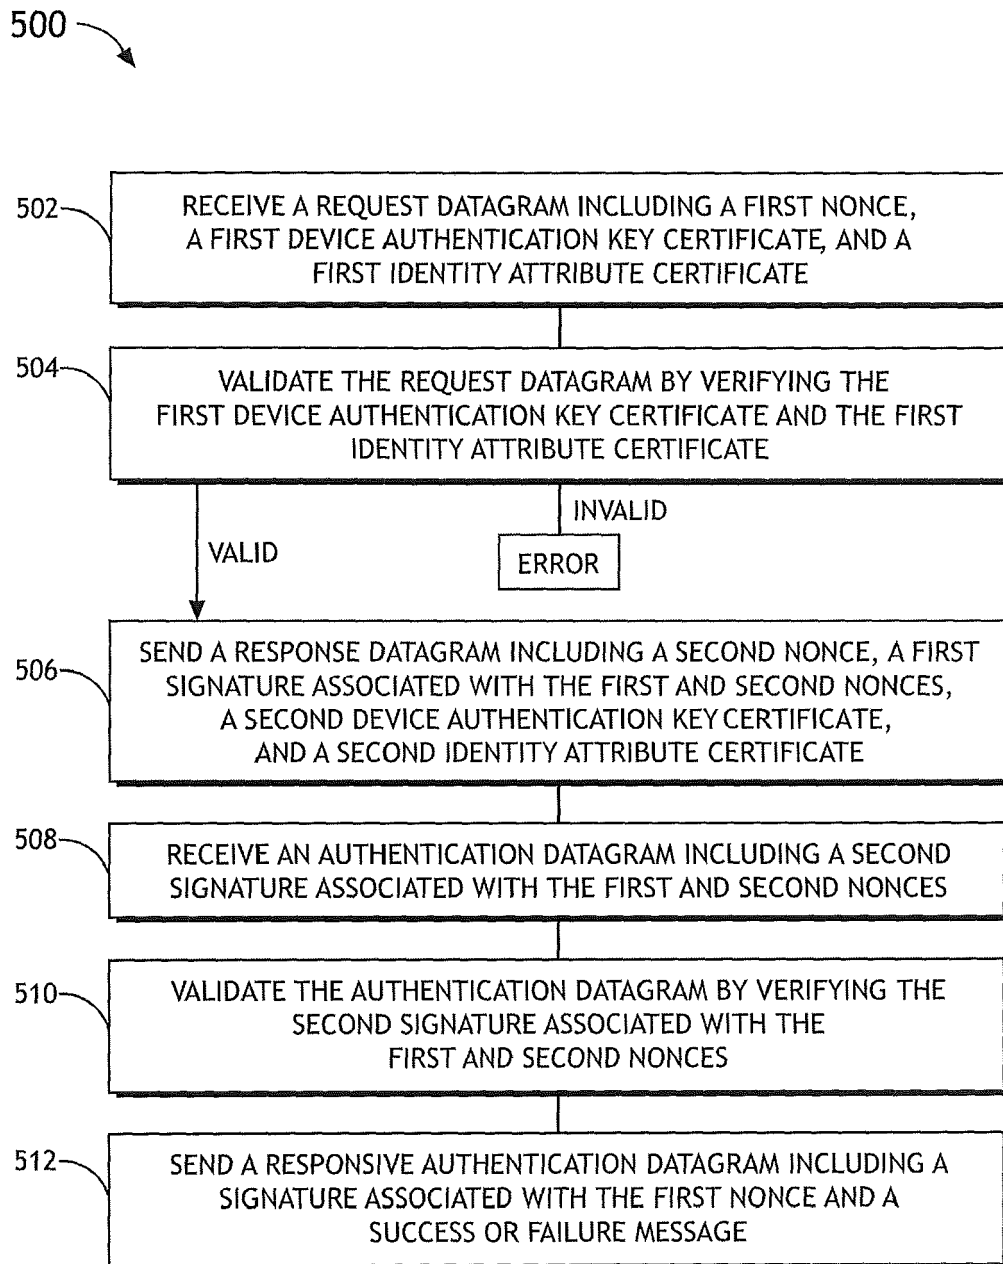 500
502
RECEIVE A REQUEST DATAGRAM INCLUDING A FIRST NONCE,
A FIRST DEVICE AUTHENTICATION KEY CERTIFICATE, AND A
FIRST IDENTITY ATTRIBUTE CERTIFICATE
504
VALIDATE THE REQUEST DATAGRAM BY VERIFYING THE
FIRST DEVICE AUTHENTICATION KEY CERTIFICATE AND THE FIRST
IDENTITY ATTRIBUTE CERTIFICATE
INVALID
VALID
ERROR
506
SEND A RESPONSE DATAGRAM INCLUDING A SECOND NONCE, A FIRST
SIGNATURE ASSOCIATED WITH THE FIRST AND SECOND NONCES,
A SECOND DEVICE AUTHENTICATION KEY CERTIFICATE,
AND A SECOND IDENTITY ATTRIBUTE CERTIFICATE
508
RECEIVE AN AUTHENTICATION DATAGRAM INCLUDING A SECOND
SIGNATURE ASSOCIATED WITH THE FIRST AND SECOND NONCES
510
VALIDATE THE AUTHENTICATION DATAGRAM BY VERIFYING THE
SECOND SIGNATURE ASSOCIATED WITH THE
FIRST AND SECOND NONCES
512
SEND A RESPONSIVE AUTHENTICATION DATAGRAM INCLUDING A
SIGNATURE ASSOCIATED WITH THE FIRST NONCE AND A
SUCCESS OR FAILURE MESSAGE